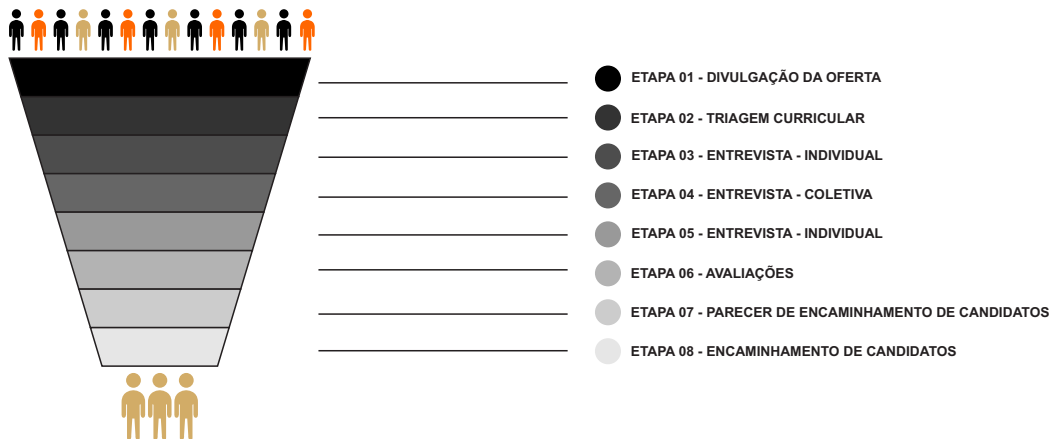 ETAPA 01 - DIVULGAÇÃO DA OFERTA
ETAPA 02 - TRIAGEM CURRICULAR
ETAPA 03 - ENTREVISTA - INDIVIDUAL
ETAPA 04 - ENTREVISTA - COLETIVA
ETAPA 05 - ENTREVISTA - INDIVIDUAL
ETAPA 06 - AVALIAÇÕES
ETAPA 07 - PARECER DE ENCAMINHAMENTO DE CANDIDATOS
ETAPA 08 - ENCAMINHAMENTO DE CANDIDATOS